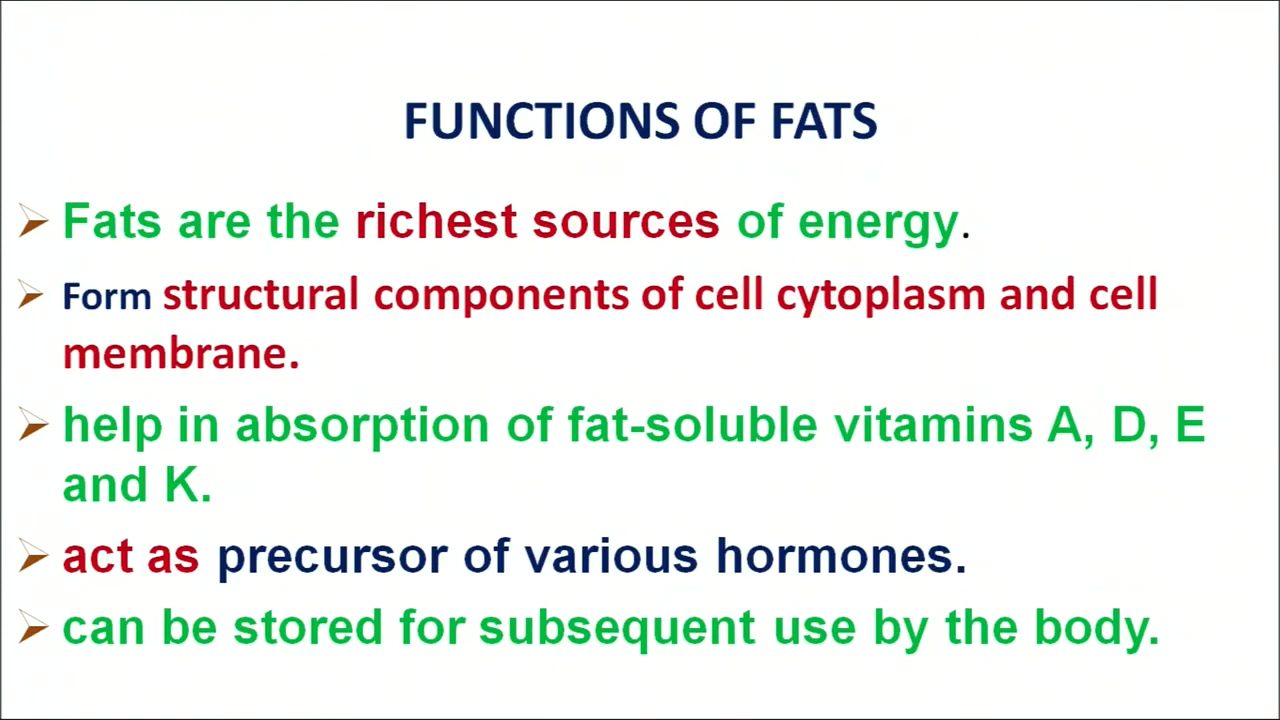 FUNCTIONS OF FATS
Fats are the richest sources of energy.
Form structural components of cell cytoplasm and cell
membrane.
help in absorption of fat-soluble vitamins A, D, E
and K.
act as precursor of various hormones.
can be stored for subsequent use by the body.